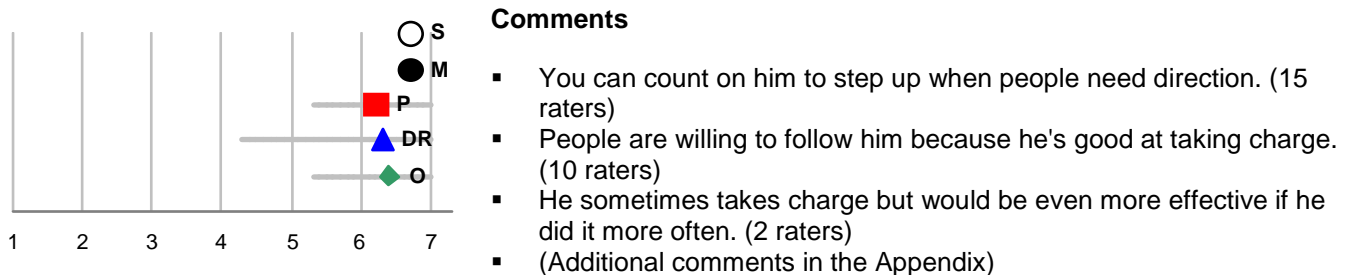 S
M
P
DR
O
1 2 3 4 5 6 7
Comments
▪ You can count on him to step up when people need direction. (15
raters)
▪ People are willing to follow him because he's good at taking charge.
(10 raters)
▪ He sometimes takes charge but would be even more effective if he
did it more often. (2 raters)
▪ (Additional comments in the Appendix)